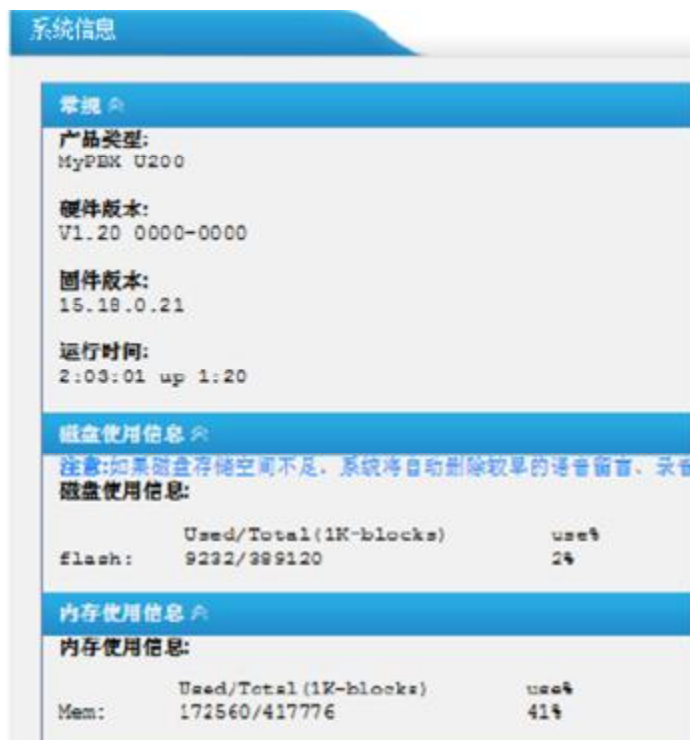 系统信息
常规
产品类型:
MyPBX U200
硬件版本:
V1.20 0000-0000
固件版本:
15.18.0.21
运行时间:
2:03:01 up 1:20
磁盘使用信息
注意:如果磁盘存储空间不足,系统将自动删除较早的语音留言、录音
磁盘使用信息:
Used/Total(1K-blocks) use%
flash: 9232/389120 2%
内存使用信息
内存使用信息:
Used/Total(1K-blocks) use%
Mem: 172560/417776 41%